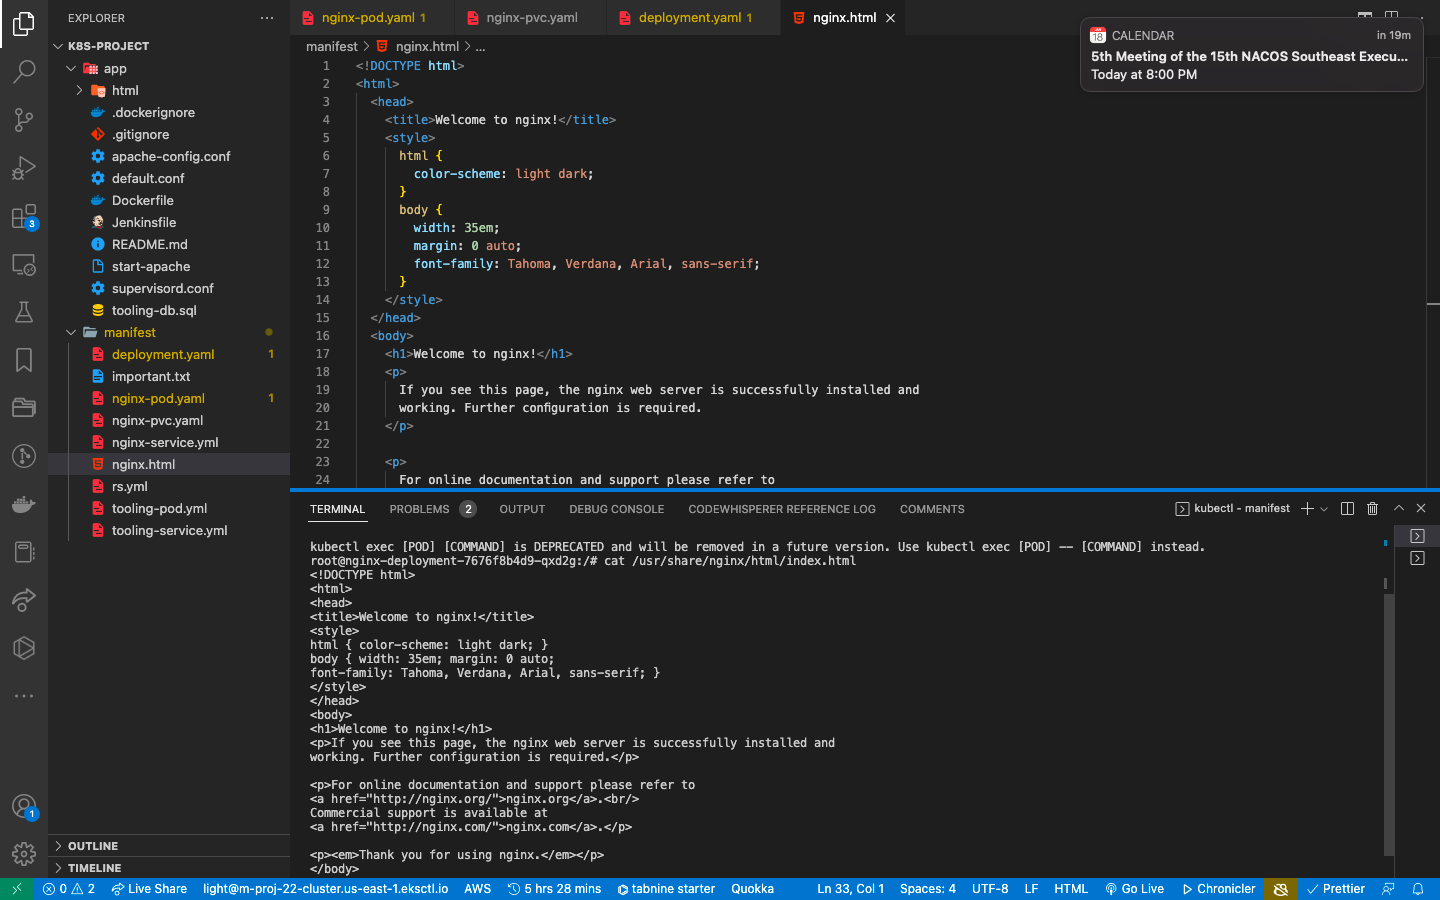 EXPLORER
K8S-PROJECT
app
html
.dockerignore
.gitignore
apache-config.conf
default.conf
Dockerfile
Jenkinsfile
README.md
start-apache
supervisord.conf
tooling-db.sql
manifest
deployment.yaml 1
important.txt
nginx-pod.yaml 1
nginx-pvc.yaml
nginx-service.yml
nginx.html
rs.yml
tooling-pod.yml
tooling-service.yml
OUTLINE
TIMELINE
3
1
nginx-pod.yaml 1
nginx-pvc.yaml
deployment.yaml 1
nginx.html
manifest > nginx.html > ...
CALENDAR in 19m
5th Meeting of the 15th NACOS Southeast Execu...
Today at 8:00 PM
1 <!DOCTYPE html>
2 <html>
3 <head>
4 <title>Welcome to nginx!</title>
5 <style>
6 html {
7 color-scheme: light dark;
8 }
9 body {
10 width: 35em;
11 margin: 0 auto;
12 font-family: Tahoma, Verdana, Arial, sans-serif;
13 }
14 </style>
15 </head>
16 <body>
17 <h1>Welcome to nginx!</h1>
18 <p>
19 If you see this page, the nginx web server is successfully installed and
20 working. Further configuration is required.
21 </p>
22
23 <p>
24 For online documentation and support please refer to
TERMINAL PROBLEMS 2 OUTPUT DEBUG CONSOLE CODEWHISPERER REFERENCE LOG COMMENTS
kubectl - manifest
kubectl exec [POD] [COMMAND] is DEPRECATED and will be removed in a future version. Use kubectl exec [POD] -- [COMMAND] instead.
root@nginx-deployment-7676f8b4d9-qxd2g:/# cat /usr/share/nginx/html/index.html
<!DOCTYPE html>
<html>
<head>
<title>Welcome to nginx!</title>
<style>
html { color-scheme: light dark; }
body { width: 35em; margin: 0 auto;
font-family: Tahoma, Verdana, Arial, sans-serif; }
</style>
</head>
<body>
<h1>Welcome to nginx!</h1>
<p>If you see this page, the nginx web server is successfully installed and
working. Further configuration is required.</p>

<p>For online documentation and support please refer to
<a href="http://nginx.org/">nginx.org</a>.<br/>
Commercial support is available at
<a href="http://nginx.com/">nginx.com</a>.</p>

<p><em>Thank you for using nginx.</em></p>
</body>
0 2 Live Share light@m-proj-22-cluster.us-east-1.eksctl.io AWS 5 hrs 28 mins tabnine starter Quokka Ln 33, Col 1 Spaces: 4 UTF-8 LF HTML Go Live Chronicler Prettier